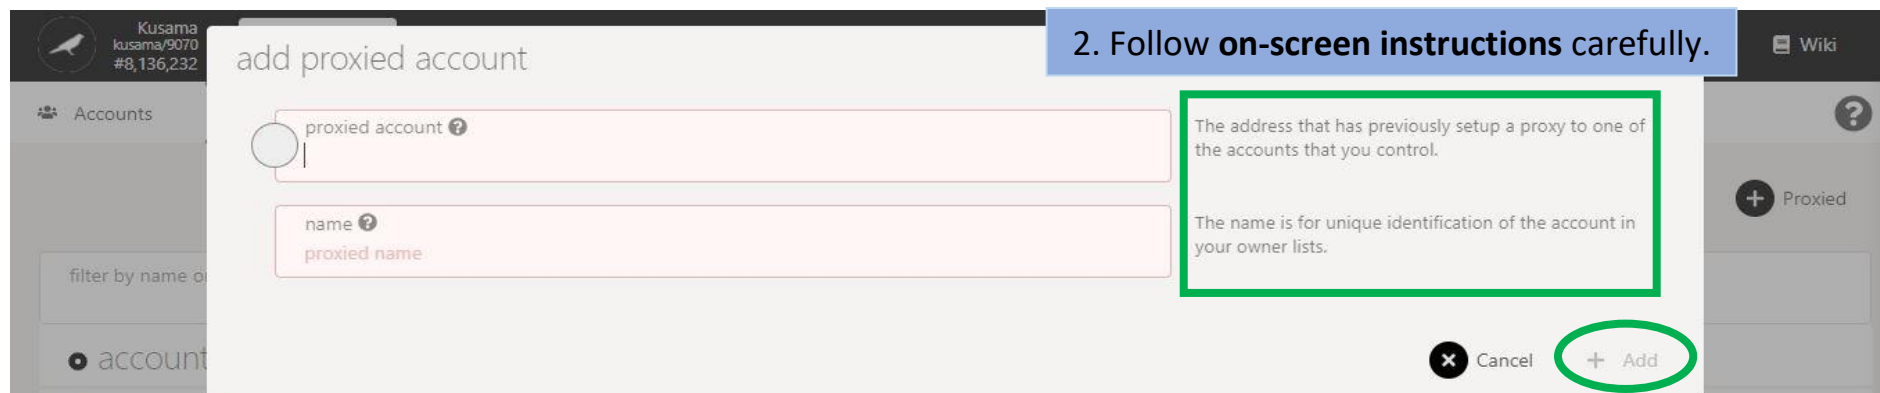 Kusama
kusama/9070
#8,136,232
add proxied account
2. Follow on-screen instructions carefully.
Wiki
Accounts
proxied account
The address that has previously setup a proxy to one of
the accounts that you control.
Proxied
name
proxied name
The name is for unique identification of the account in
your owner lists.
filter by name o
account
Cancel
+ Add